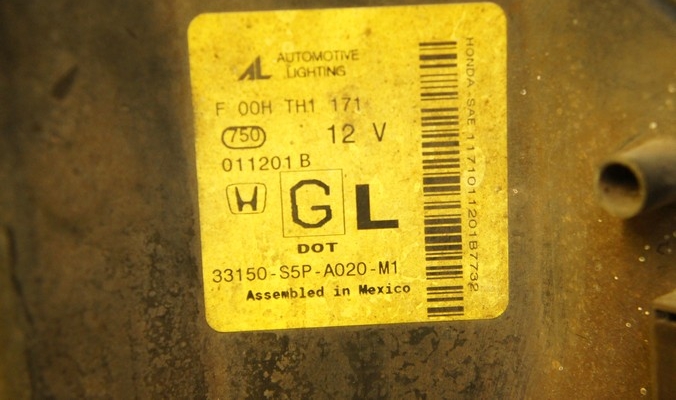 AL AUTOMOTIVE
LIGHTING
F 00H TH1 171
750 12 V
011201 B
H G L
DOT
33150-S5P-A020-M1
Assembled in Mexico
HONDA-SAE 1171011201B7732